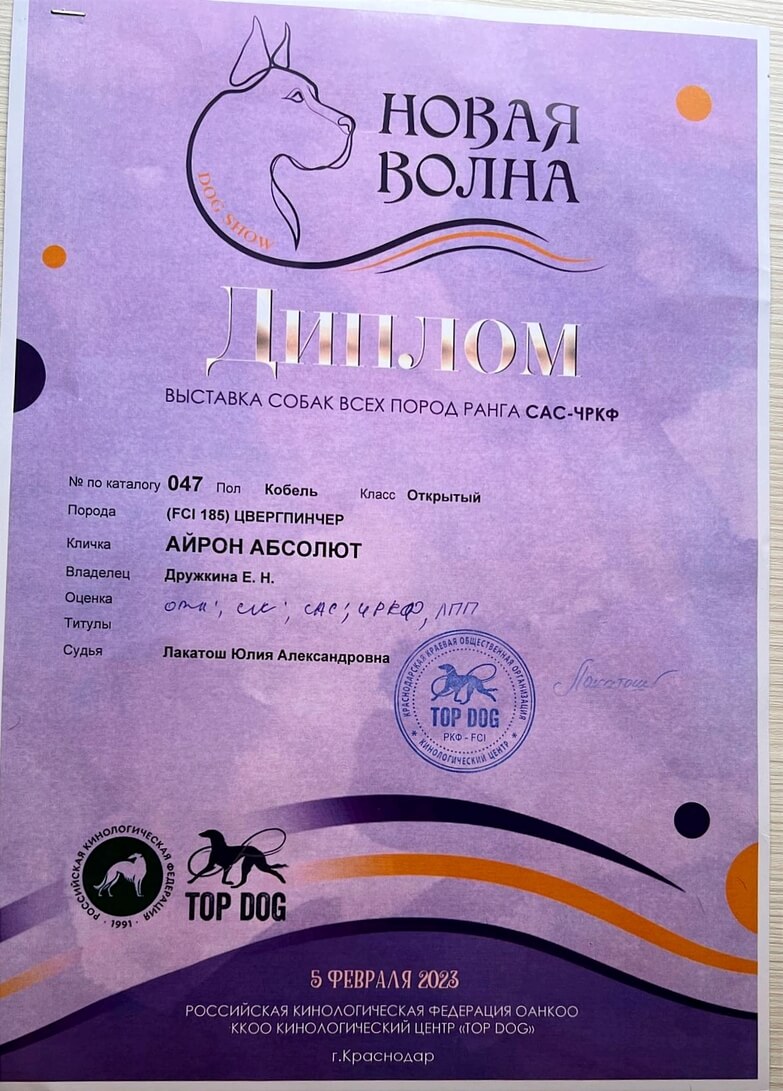 НОВАЯ
ВОЛНА
DOG SHOW
Диплом
ВЫСТАВКА СОБАК ВСЕХ ПОРОД РАНГА САС-ЧРКФ
№ по каталогу 047 Пол Кобель Класс Открытый
Порода (FCI 185) ЦВЕРГПИНЧЕР
Кличка АЙРОН АБСОЛЮТ
Владелец Дружкина Е. Н.
Оценка отл; CW; САС; ЧРКФ, ЛПП
Титулы
Судья Лакатош Юлия Александровна
КРАСНОДАРСКАЯ КРАЕВАЯ ОБЩЕСТВЕННАЯ ОРГАНИЗАЦИЯ
TOP DOG
РКФ - FCI
КИНОЛОГИЧЕСКИЙ ЦЕНТР
Лакатош
РОССИЙСКАЯ КИНОЛОГИЧЕСКАЯ ФЕДЕРАЦИЯ
· 1991 ·
TOP DOG
5 ФЕВРАЛЯ 2023
РОССИЙСКАЯ КИНОЛОГИЧЕСКАЯ ФЕДЕРАЦИЯ ОАНКОО
ККОО КИНОЛОГИЧЕСКИЙ ЦЕНТР «TOP DOG»
г.Краснодар